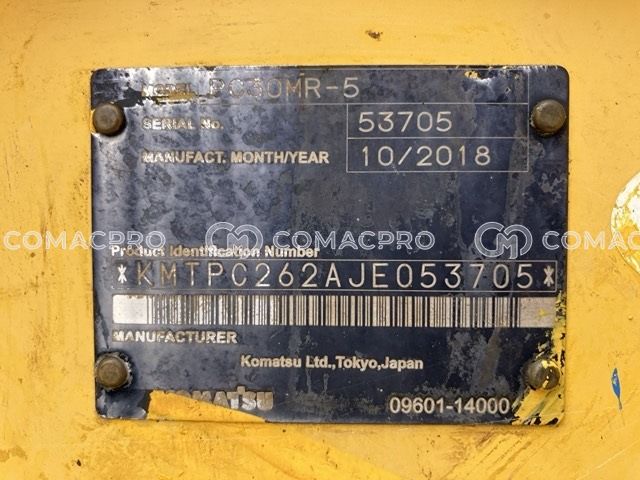 MODEL PC30MR-5
SERIAL No. 53705
MANUFACT. MONTH/YEAR 10/2018
COMACPRO COMACPRO COMACPRO
Product Identification Number
*KMTPC262AJE053705*
MANUFACTURER
Komatsu Ltd.,Tokyo,Japan
KOMATSU 09601-14000